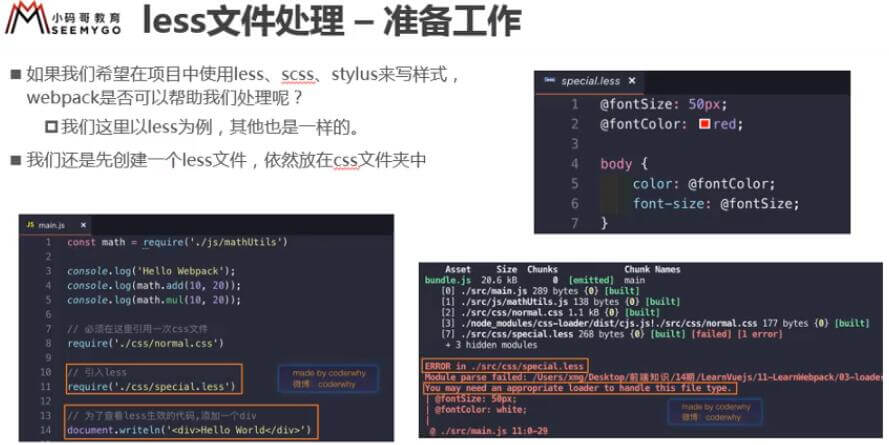 小码哥教育
SEEMYGO
less文件处理 – 准备工作
如果我们希望在项目中使用less、scss、stylus来写样式，
webpack是否可以帮助我们处理呢？
我们这里以less为例，其他也是一样的。
我们还是先创建一个less文件，依然放在css文件夹中
special.less ×
1 @fontSize: 50px;
2 @fontColor: red;
3
4 body {
5 color: @fontColor;
6 font-size: @fontSize;
7 }
JS main.js ×
1 const math = require('./js/mathUtils')
2
3 console.log('Hello Webpack');
4 console.log(math.add(10, 20));
5 console.log(math.mul(10, 20));
6
7 // 必须在这里引用一次css文件
8 require('./css/normal.css')
9
10 // 引入less
11 require('./css/special.less')
12
13 // 为了查看less生效的代码,添加一个div
14 document.writeln('<div>Hello World</div>')
made by coderwhy
微博：coderwhy
Asset Size Chunks Chunk Names
bundle.js 20.6 kB 0 [emitted] main
[0] ./src/main.js 289 bytes {0} [built]
[1] ./src/js/mathUtils.js 138 bytes {0} [built]
[2] ./src/css/normal.css 1.1 kB {0} [built]
[3] ./node_modules/css-loader/dist/cjs.js!./src/css/normal.css 177 bytes {0} [built]
[7] ./src/css/special.less 268 bytes {0} [built] [failed] [1 error]
+ 3 hidden modules
ERROR in ./src/css/special.less
Module parse failed: /Users/xmg/Desktop/前端知识/14期/LearnVuejs/11-LearnWebpack/03-loader
You may need an appropriate loader to handle this file type.
| @fontSize: 50px;
| @fontColor: white;
|
@ ./src/main.js 11:0-29
made by coderwhy
微博：coderwhy